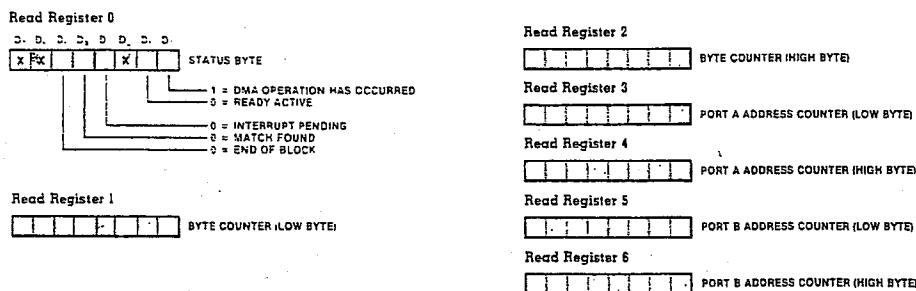 Read Register 0
X X X STATUS BYTE
1 = DMA OPERATION HAS OCCURRED
0 = READY ACTIVE
0 = INTERRUPT PENDING
0 = MATCH FOUND
0 = END OF BLOCK
Read Register 1
BYTE COUNTER (LOW BYTE)
Read Register 2
BYTE COUNTER (HIGH BYTE)
Read Register 3
PORT A ADDRESS COUNTER (LOW BYTE)
Read Register 4
PORT A ADDRESS COUNTER (HIGH BYTE)
Read Register 5
PORT B ADDRESS COUNTER (LOW BYTE)
Read Register 6
PORT B ADDRESS COUNTER (HIGH BYTE)